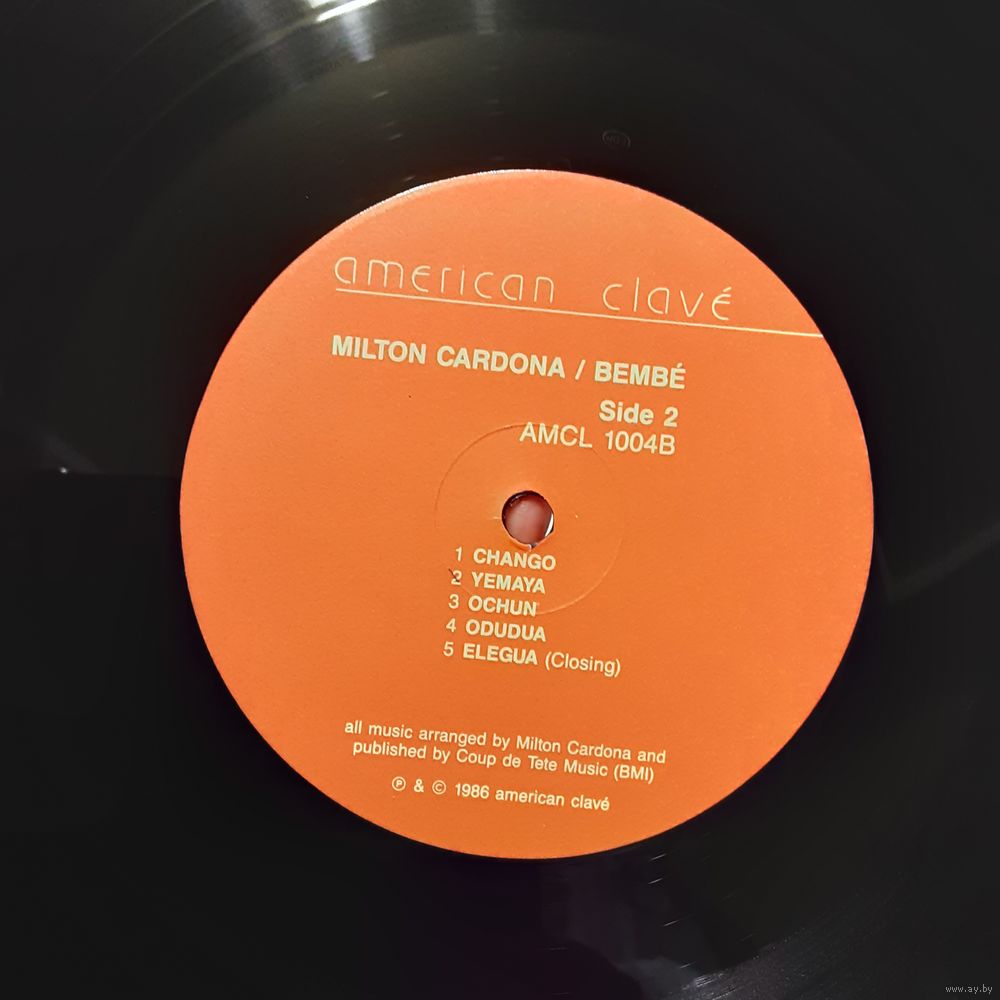 american clavé
MILTON CARDONA / BEMBÉ
Side 2
AMCL 1004B
1 CHANGO
2 YEMAYA
3 OCHUN
4 ODUDUA
5 ELEGUA (Closing)
all music arranged by Milton Cardona and
published by Coup de Tete Music (BMI)
℗ & © 1986 american clavé
www.ay.by